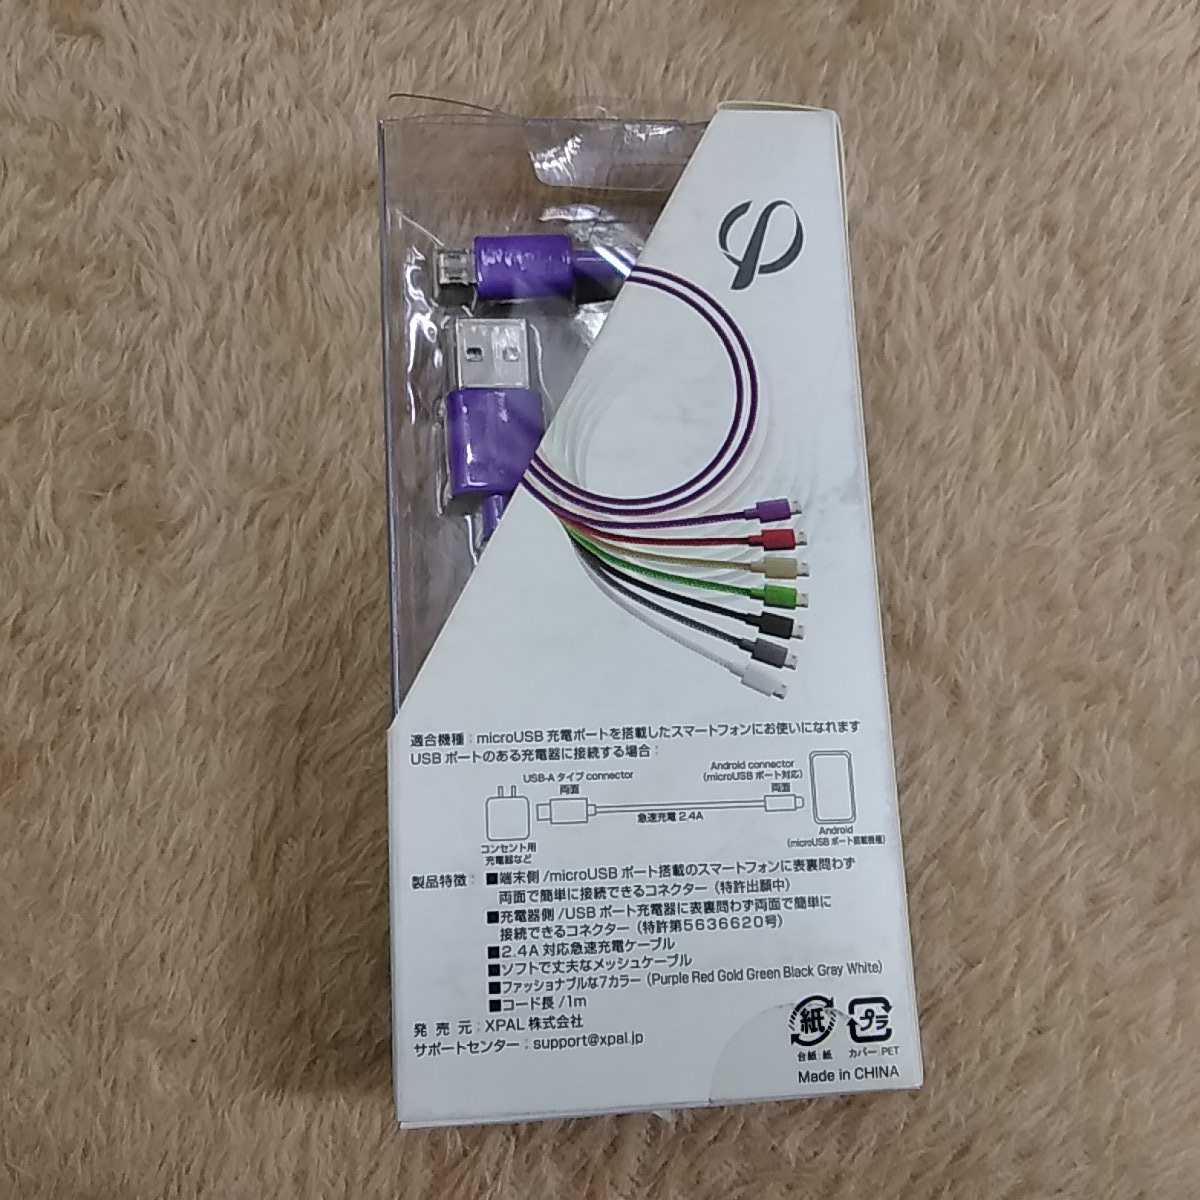 適合機種：microUSB 充電ポートを搭載したスマートフォンにお使いになれます
USB ポートのある充電器に接続する場合：
USB-A タイプ connector
両面
Android connector
(microUSB ポート対応)
両面
急速充電 2.4A
コンセント用
充電器など
Android
(microUSB ポート搭載機種)
製品特徴：■端末側 /microUSB ポート搭載のスマートフォンに表裏問わず
両面で簡単に接続できるコネクター（特許出願中）
■充電器側 /USB ポート充電器に表裏問わず両面で簡単に
接続できるコネクター（特許第5636620号）
■2.4A 対応急速充電ケーブル
■ソフトで丈夫なメッシュケーブル
■ファッショナブルな7カラー（Purple Red Gold Green Black Gray White）
■コード長 /1m
発 売 元：XPAL 株式会社
サポートセンター：support@xpal.jp
紙
プラ
台紙：紙
カバー：PET
Made in CHINA